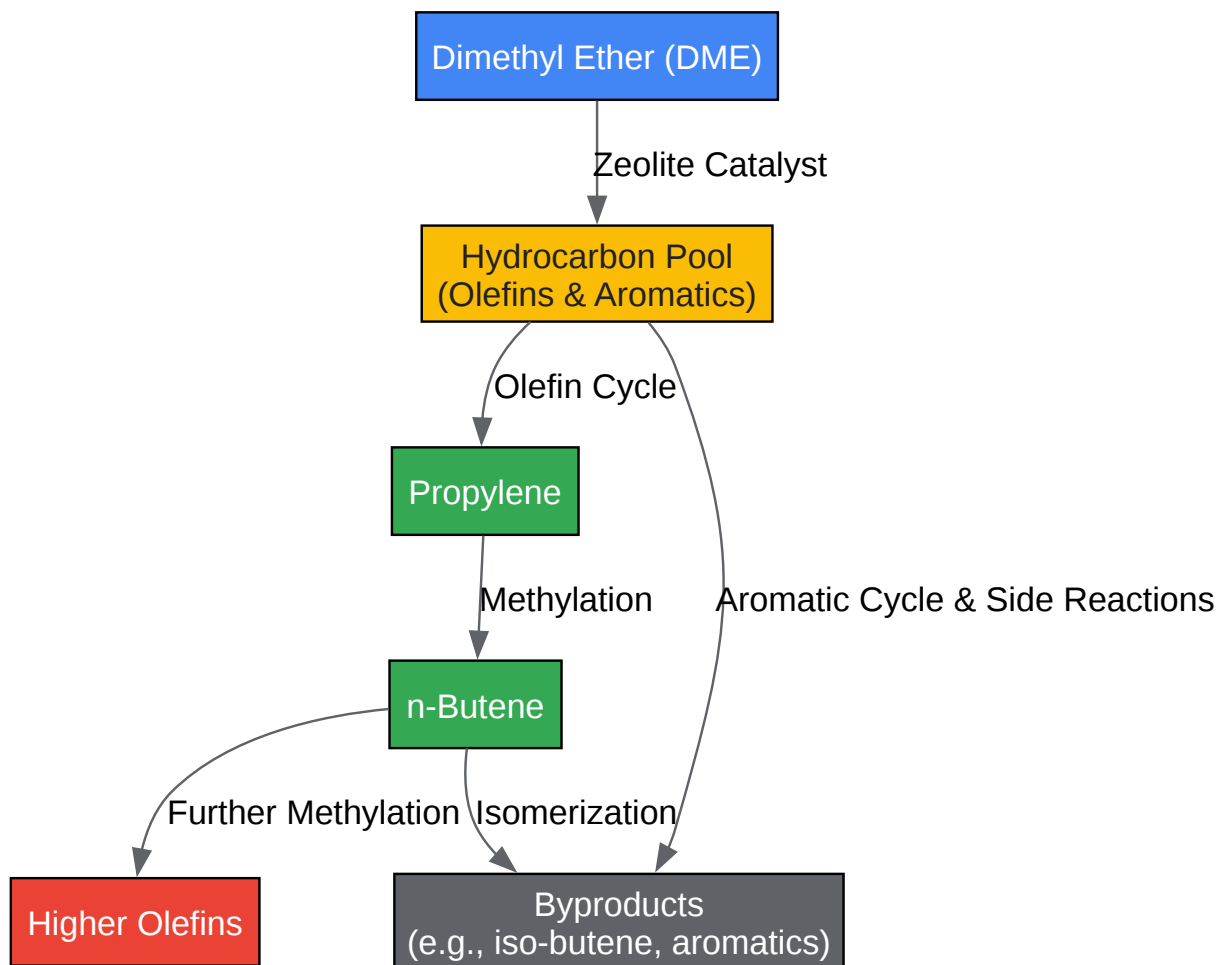 Dimethyl Ether (DME)
Zeolite Catalyst
Hydrocarbon Pool
(Olefins & Aromatics)
Olefin Cycle
Propylene
Methylation
Aromatic Cycle & Side Reactions
n-Butene
Further Methylation
Isomerization
Higher Olefins
Byproducts
(e.g., iso-butene, aromatics)